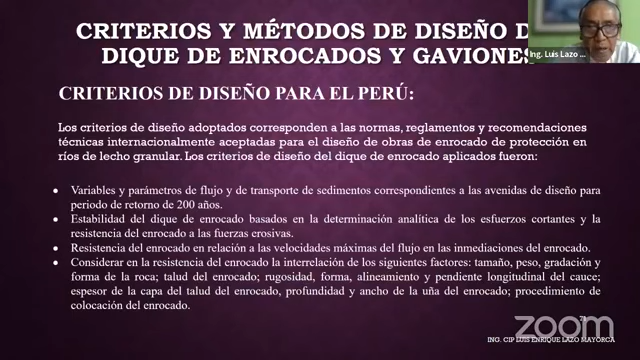 CRITERIOS Y MÉTODOS DE DISEÑO D
DIQUE DE ENROCADOS Y GAVIONES
Ing. Luis Lazo ...
CRITERIOS DE DISEÑO PARA EL PERÚ:
Los criterios de diseño adoptados corresponden a las normas, reglamentos y recomendaciones
técnicas internacionalmente aceptadas para el diseño de obras de enrocado de protección en
ríos de lecho granular. Los criterios de diseño del dique de enrocado aplicados fueron:
• Variables y parámetros de flujo y de transporte de sedimentos correspondientes a las avenidas de diseño para
periodo de retorno de 200 años.
• Estabilidad del dique de enrocado basados en la determinación analítica de los esfuerzos cortantes y la
resistencia del enrocado a las fuerzas erosivas.
• Resistencia del enrocado en relación a las velocidades máximas del flujo en las inmediaciones del enrocado.
• Considerar en la resistencia del enrocado la interrelación de los siguientes factores: tamaño, peso, gradación y
forma de la roca; talud del enrocado; rugosidad, forma, alineamiento y pendiente longitudinal del cauce;
espesor de la capa del talud del enrocado, profundidad y ancho de la uña del enrocado; procedimiento de
colocación del enrocado.
zoom
ING. CIP LUIS ENRIQUE LAZO MAYORCA